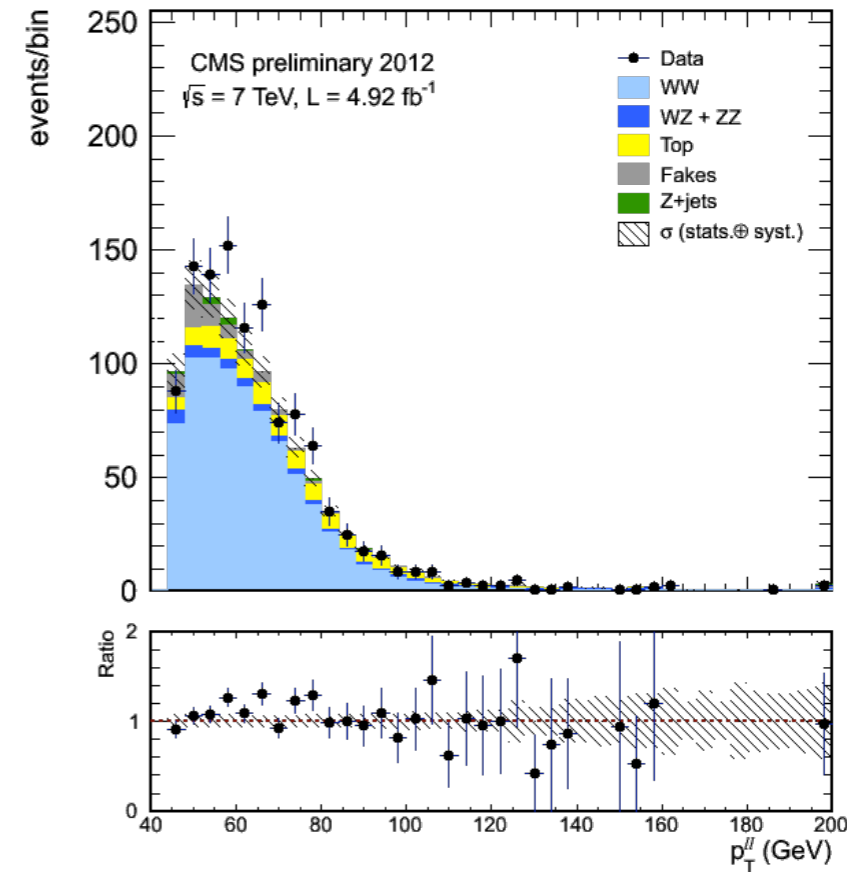 events/bin
250
200
150
100
50
0
CMS preliminary 2012
√s = 7 TeV, L = 4.92 fb⁻¹
Data
WW
WZ + ZZ
Top
Fakes
Z+jets
σ (stats.⊕ syst.)
Ratio
2
1
0
40 60 80 100 120 140 160 180 200
p_T^ll (GeV)